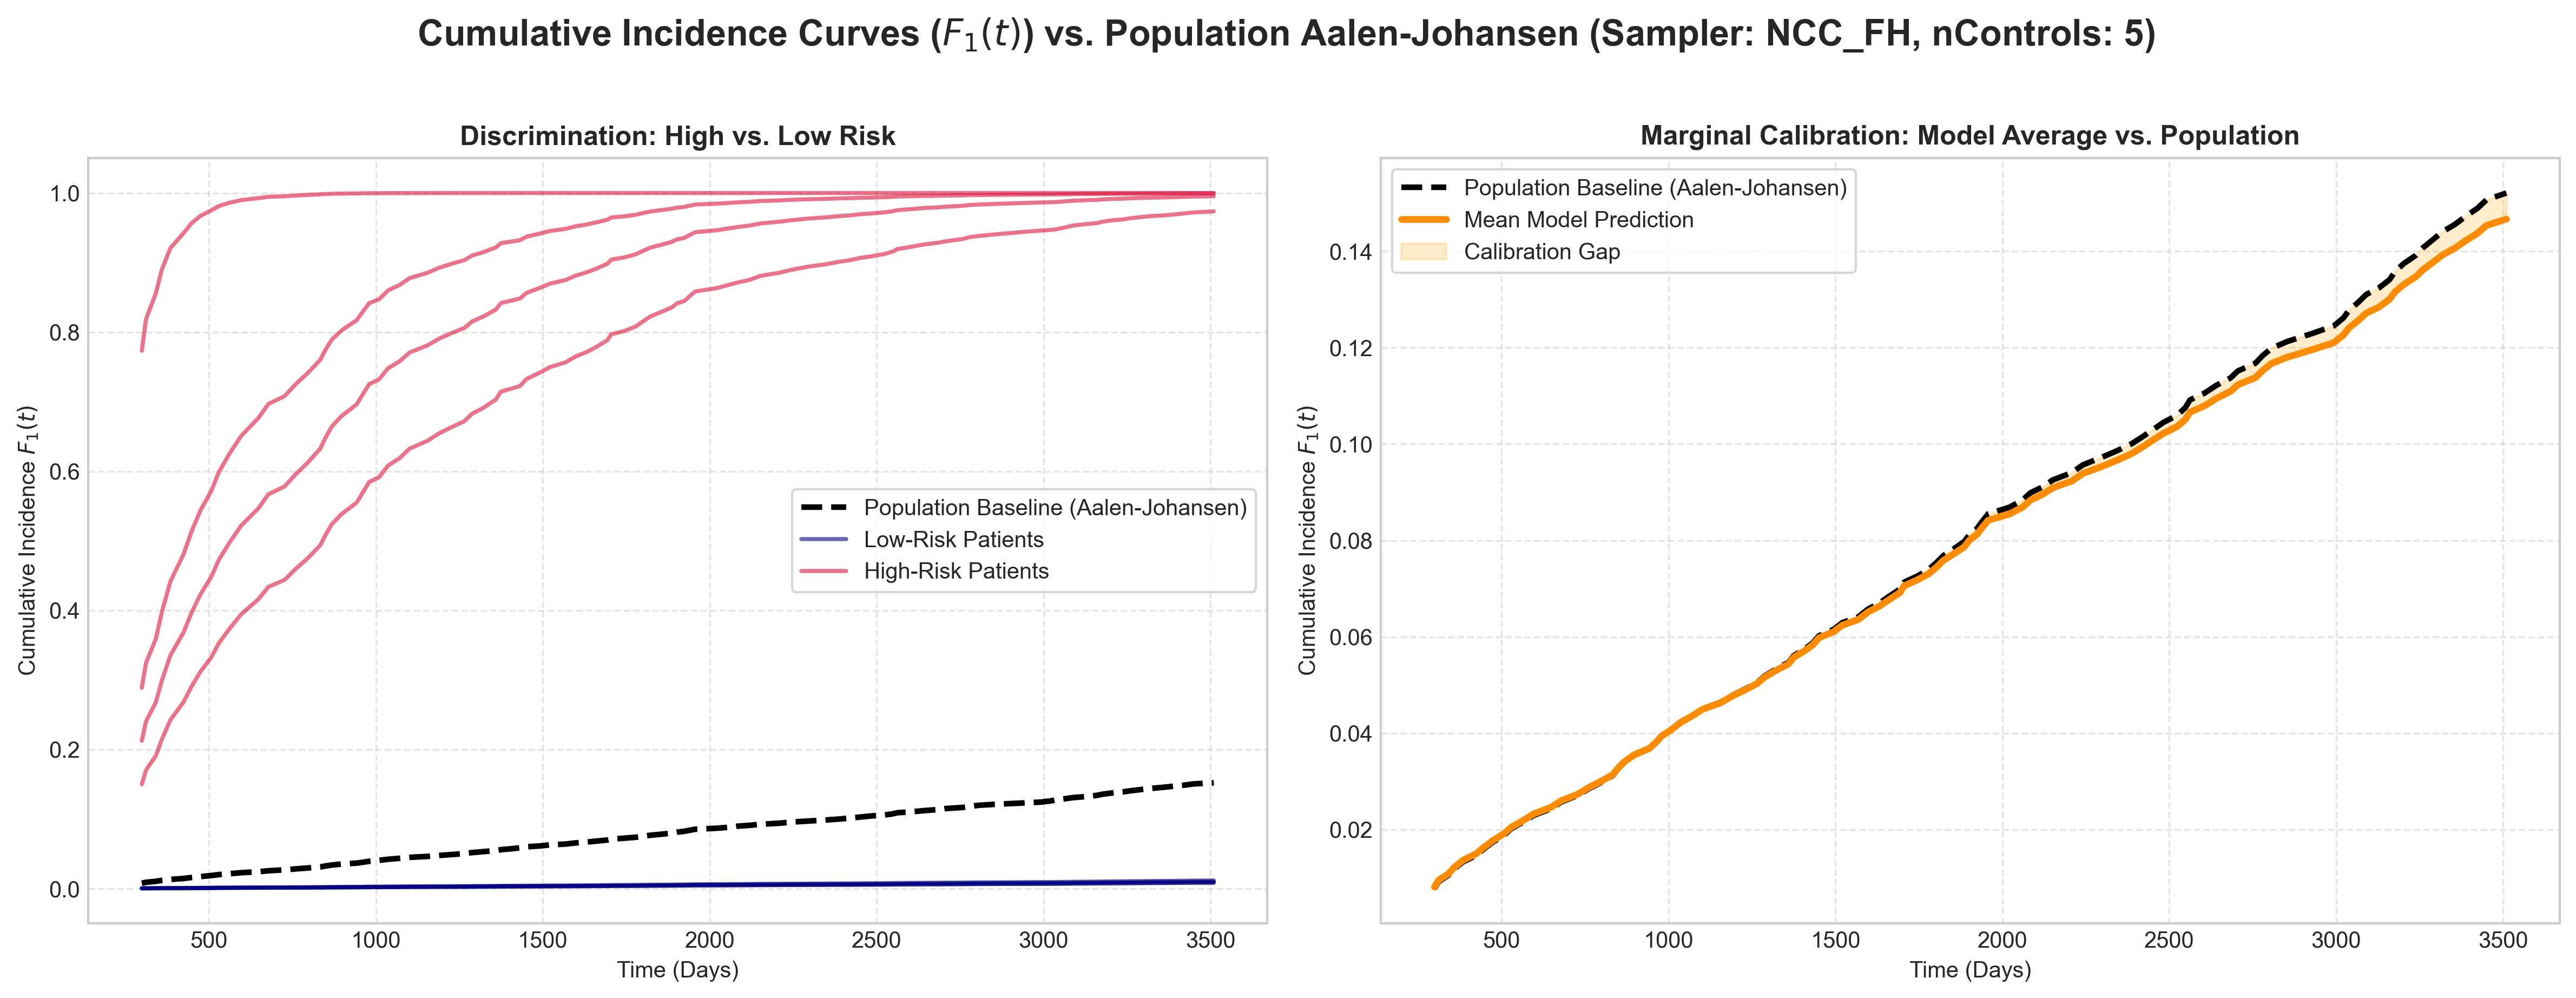 Cumulative Incidence Curves (F₁(t)) vs. Population Aalen-Johansen (Sampler: NCC_FH, nControls: 5)
Discrimination: High vs. Low Risk
Cumulative Incidence F₁(t)
1.0
0.8
0.6
0.4
0.2
0.0
Population Baseline (Aalen-Johansen)
Low-Risk Patients
High-Risk Patients
500 1000 1500 2000 2500 3000 3500
Time (Days)
Marginal Calibration: Model Average vs. Population
Cumulative Incidence F₁(t)
Population Baseline (Aalen-Johansen)
Mean Model Prediction
Calibration Gap
0.14
0.12
0.10
0.08
0.06
0.04
0.02
500 1000 1500 2000 2500 3000 3500
Time (Days)